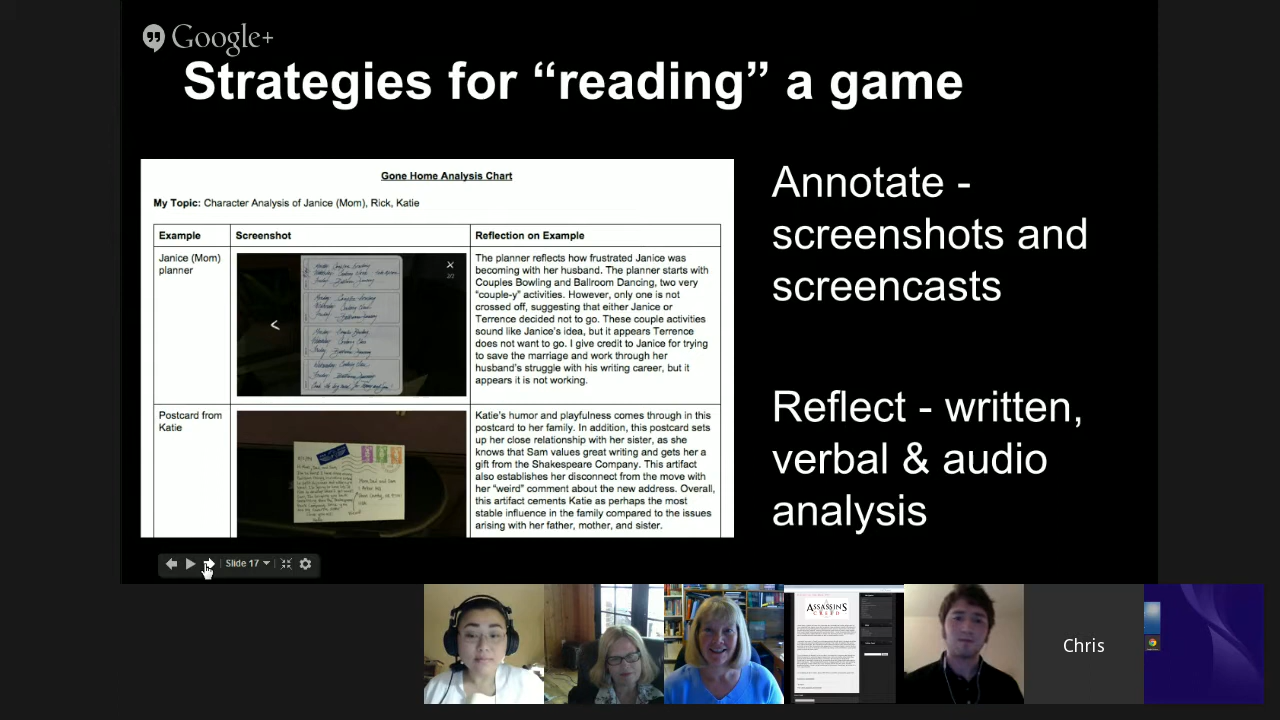 Google+
Strategies for “reading” a game
Gone Home Analysis Chart
My Topic: Character Analysis of Janice (Mom), Rick, Katie
Example
Screenshot
Reflection on Example
Janice (Mom)
planner
The planner reflects how frustrated Janice was
becoming with her husband. The planner starts with
Couples Bowling and Ballroom Dancing, two very
“couple-y” activities. However, only one is not
crossed off, suggesting that either Janice or
Terrence decided not to go. These couple activities
sound like Janice’s idea, but it appears Terrence
does not want to go. I give credit to Janice for trying
to save the marriage and work through her
husband’s struggle with his writing career, but it
appears it is not working.
Postcard from
Katie
Katie’s humor and playfulness comes through in this
postcard to her family. In addition, this postcard sets
up her close relationship with her sister, as she
knows that Sam values great writing and gets her a
gift from the Shakespeare Company. This artifact
also establishes her disconnect from the move with
her “weird” comment about the new address. Overall,
this artifact cements Katie as perhaps the most
stable influence in the family compared to the issues
arising with her father, mother, and sister.
Annotate -
screenshots and
screencasts
Reflect - written,
verbal & audio
analysis
Slide 17
ASSASSIN'S
CREED
Chris